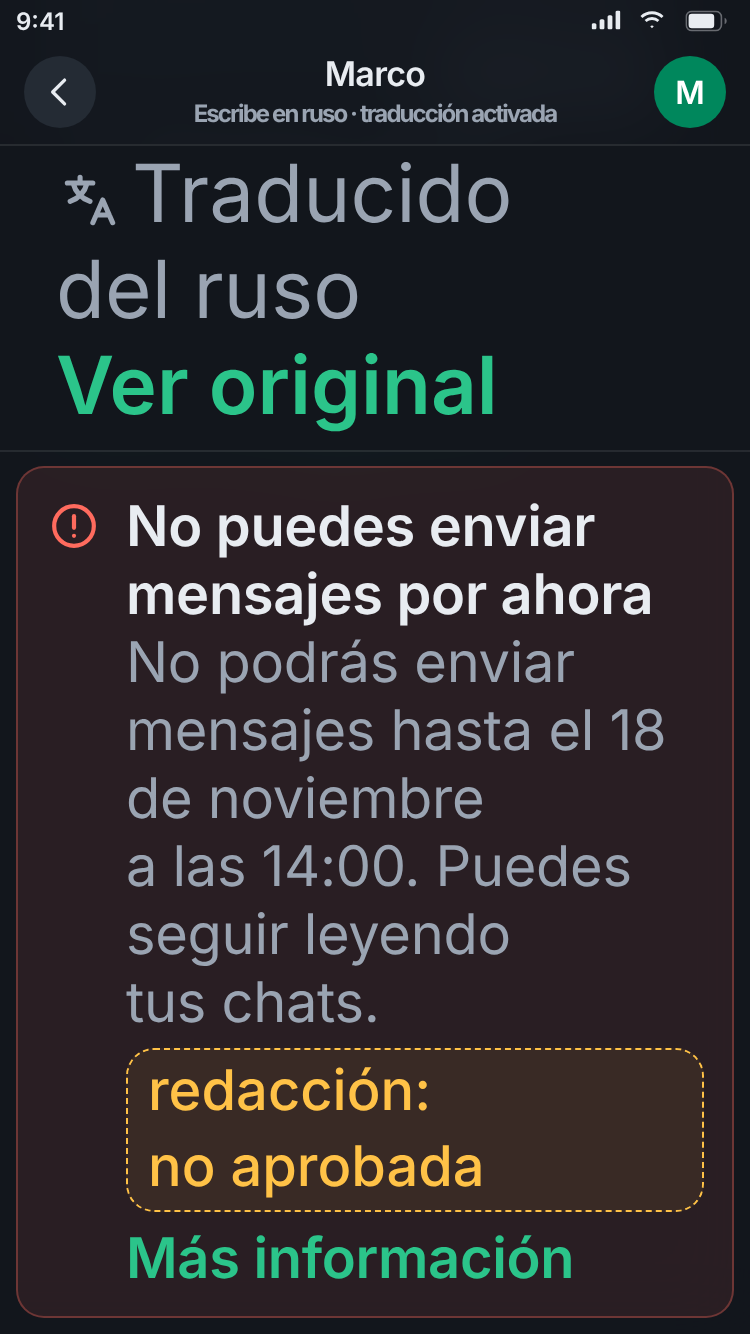 9:41
Marco
Escribe en ruso · traducción activada
M
Traducido
del ruso
Ver original
No puedes enviar
mensajes por ahora
No podrás enviar
mensajes hasta el 18
de noviembre
a las 14:00. Puedes
seguir leyendo
tus chats.
redacción:
no aprobada
Más información